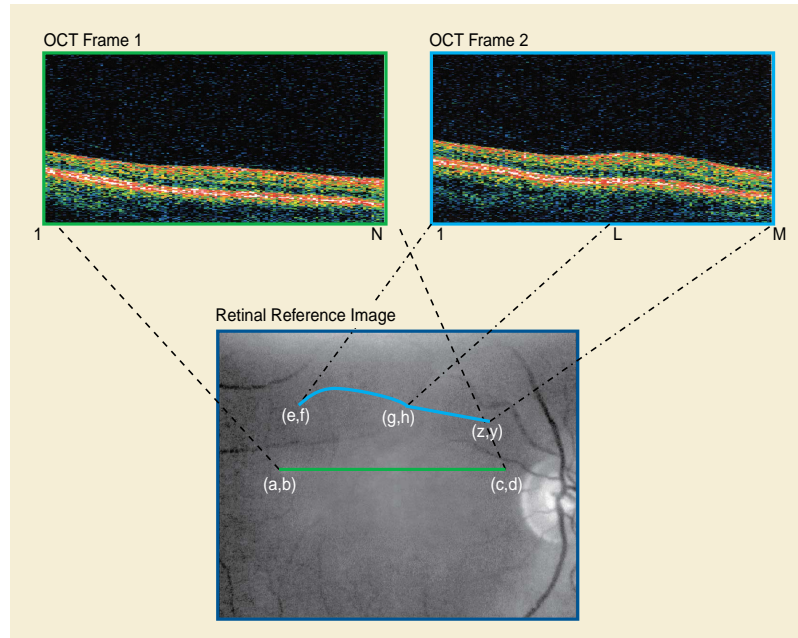 OCT Frame 1
OCT Frame 2
1
N
1
L
M
Retinal Reference Image
(e,f)
(g,h)
(z,y)
(a,b)
(c,d)